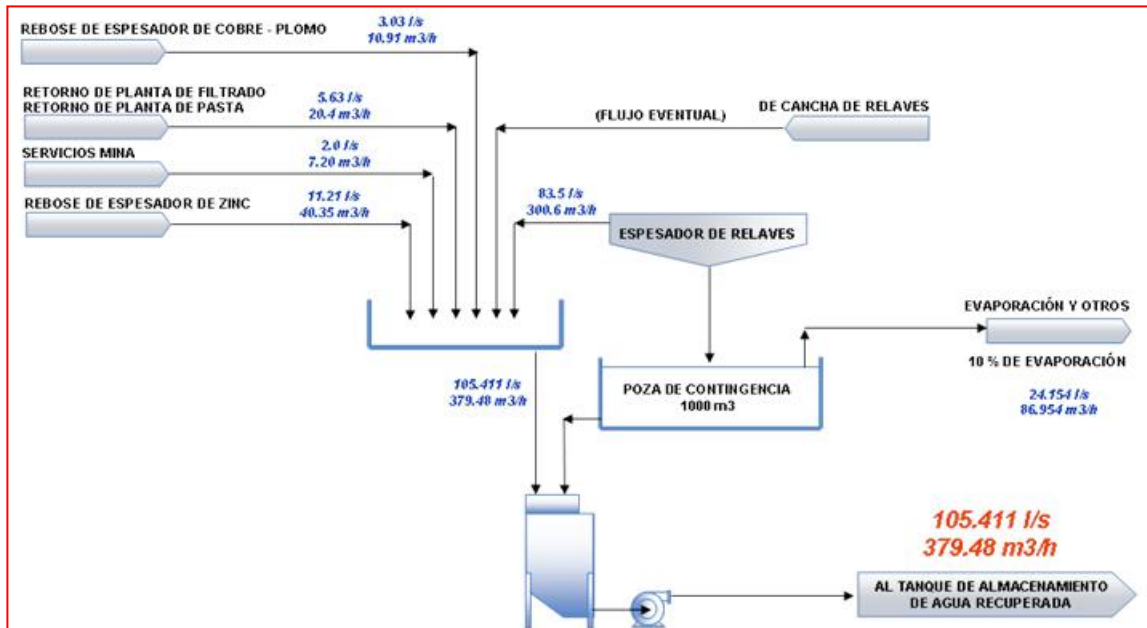 REBOSE DE ESPESADOR DE COBRE - PLOMO
3.03 l/s
10.91 m3/h
RETORNO DE PLANTA DE FILTRADO
RETORNO DE PLANTA DE PASTA
5.63 l/s
20.4 m3/h
(FLUJO EVENTUAL)
DE CANCHA DE RELAVES
SERVICIOS MINA
2.0 l/s
7.20 m3/h
REBOSE DE ESPESADOR DE ZINC
11.21 l/s
40.35 m3/h
83.5 l/s
300.6 m3/h
ESPESADOR DE RELAVES
EVAPORACIÓN Y OTROS
10 % DE EVAPORACIÓN
24.154 l/s
86.954 m3/h
POZA DE CONTINGENCIA
1000 m3
105.411 l/s
379.48 m3/h
105.411 l/s
379.48 m3/h
AL TANQUE DE ALMACENAMIENTO
DE AGUA RECUPERADA